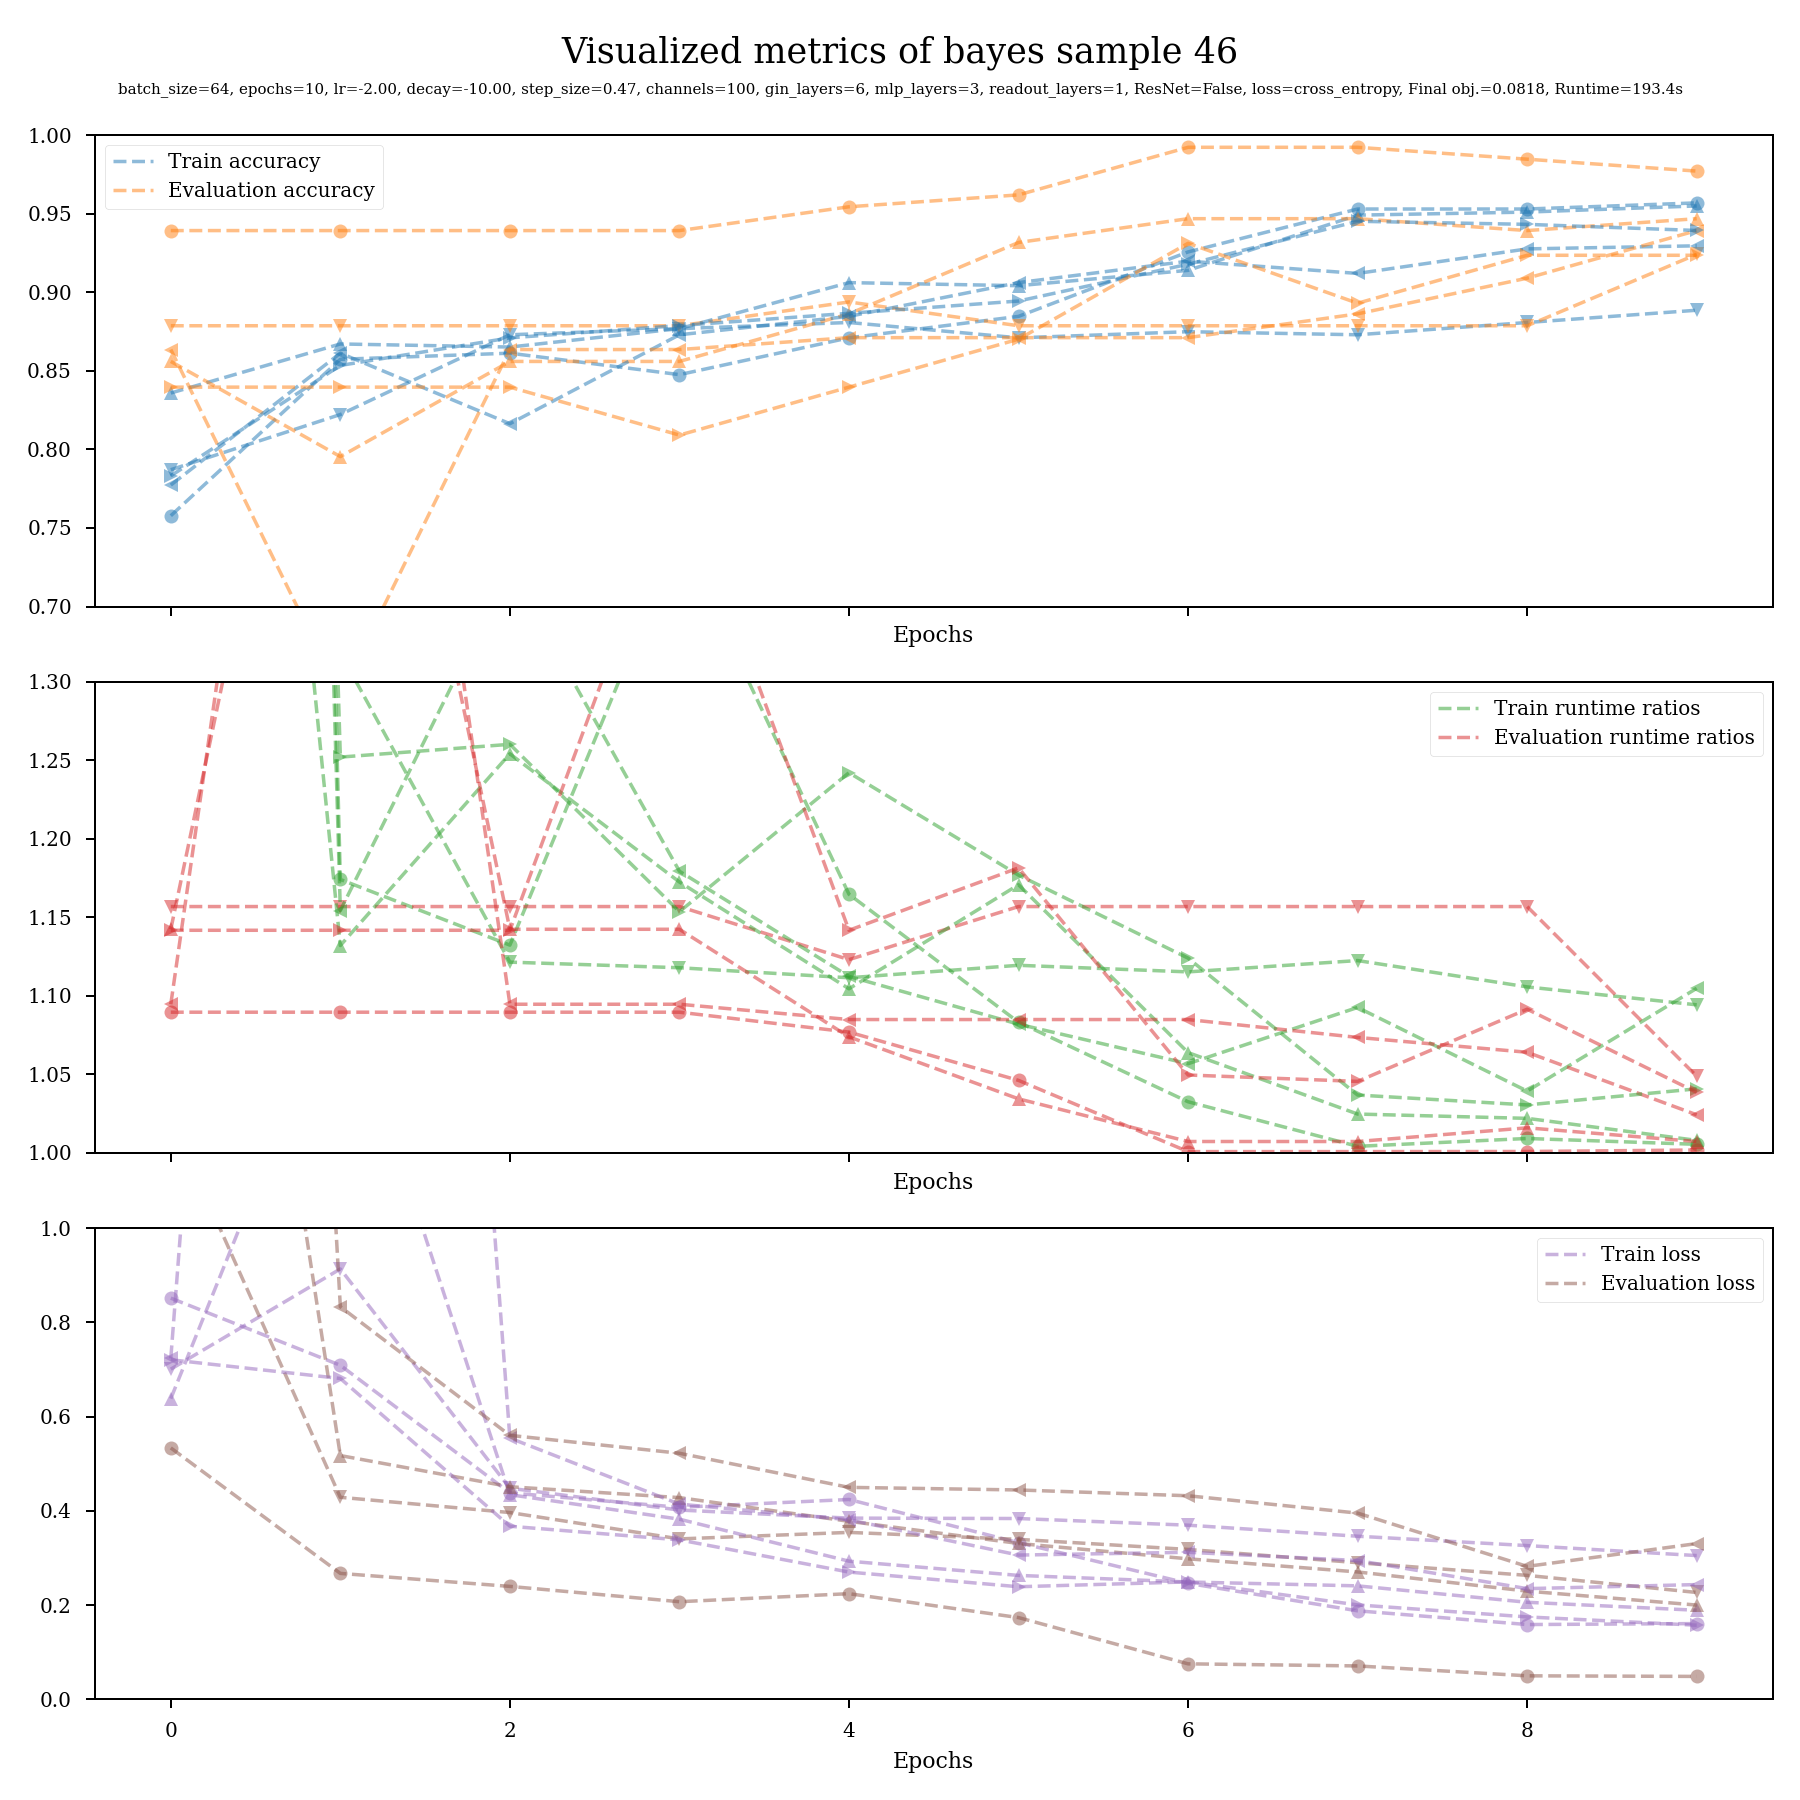 Visualized metrics of bayes sample 46
batch_size=64, epochs=10, lr=-2.00, decay=-10.00, step_size=0.47, channels=100, gin_layers=6, mlp_layers=3, readout_layers=1, ResNet=False, loss=cross_entropy, Final obj.=0.0818, Runtime=193.4s
1.00
0.95
0.90
0.85
0.80
0.75
0.70
Train accuracy
Evaluation accuracy
Epochs
1.30
1.25
1.20
1.15
1.10
1.05
1.00
Train runtime ratios
Evaluation runtime ratios
Epochs
1.0
0.8
0.6
0.4
0.2
0.0
Train loss
Evaluation loss
0 2 4 6 8
Epochs